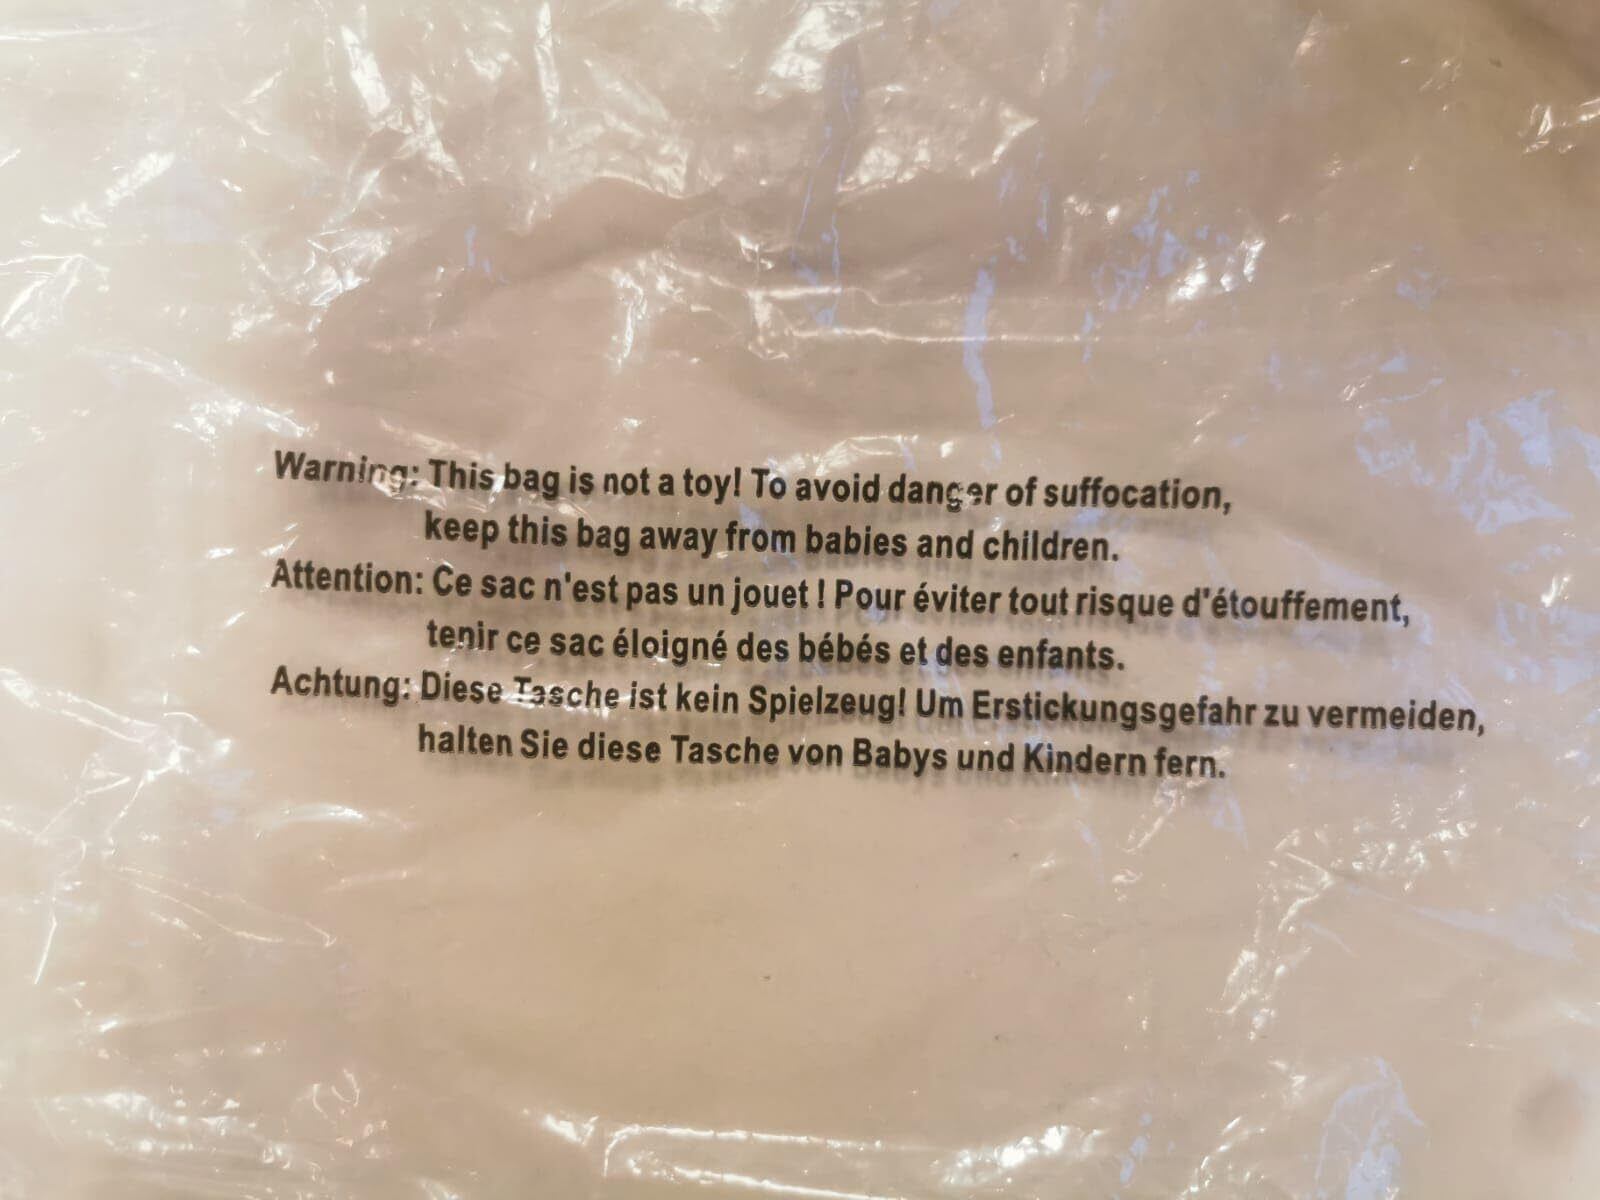 Warning: This bag is not a toy! To avoid danger of suffocation,
keep this bag away from babies and children.
Attention: Ce sac n'est pas un jouet ! Pour éviter tout risque d'étouffement,
tenir ce sac éloigné des bébés et des enfants.
Achtung: Diese Tasche ist kein Spielzeug! Um Erstickungsgefahr zu vermeiden,
halten Sie diese Tasche von Babys und Kindern fern.